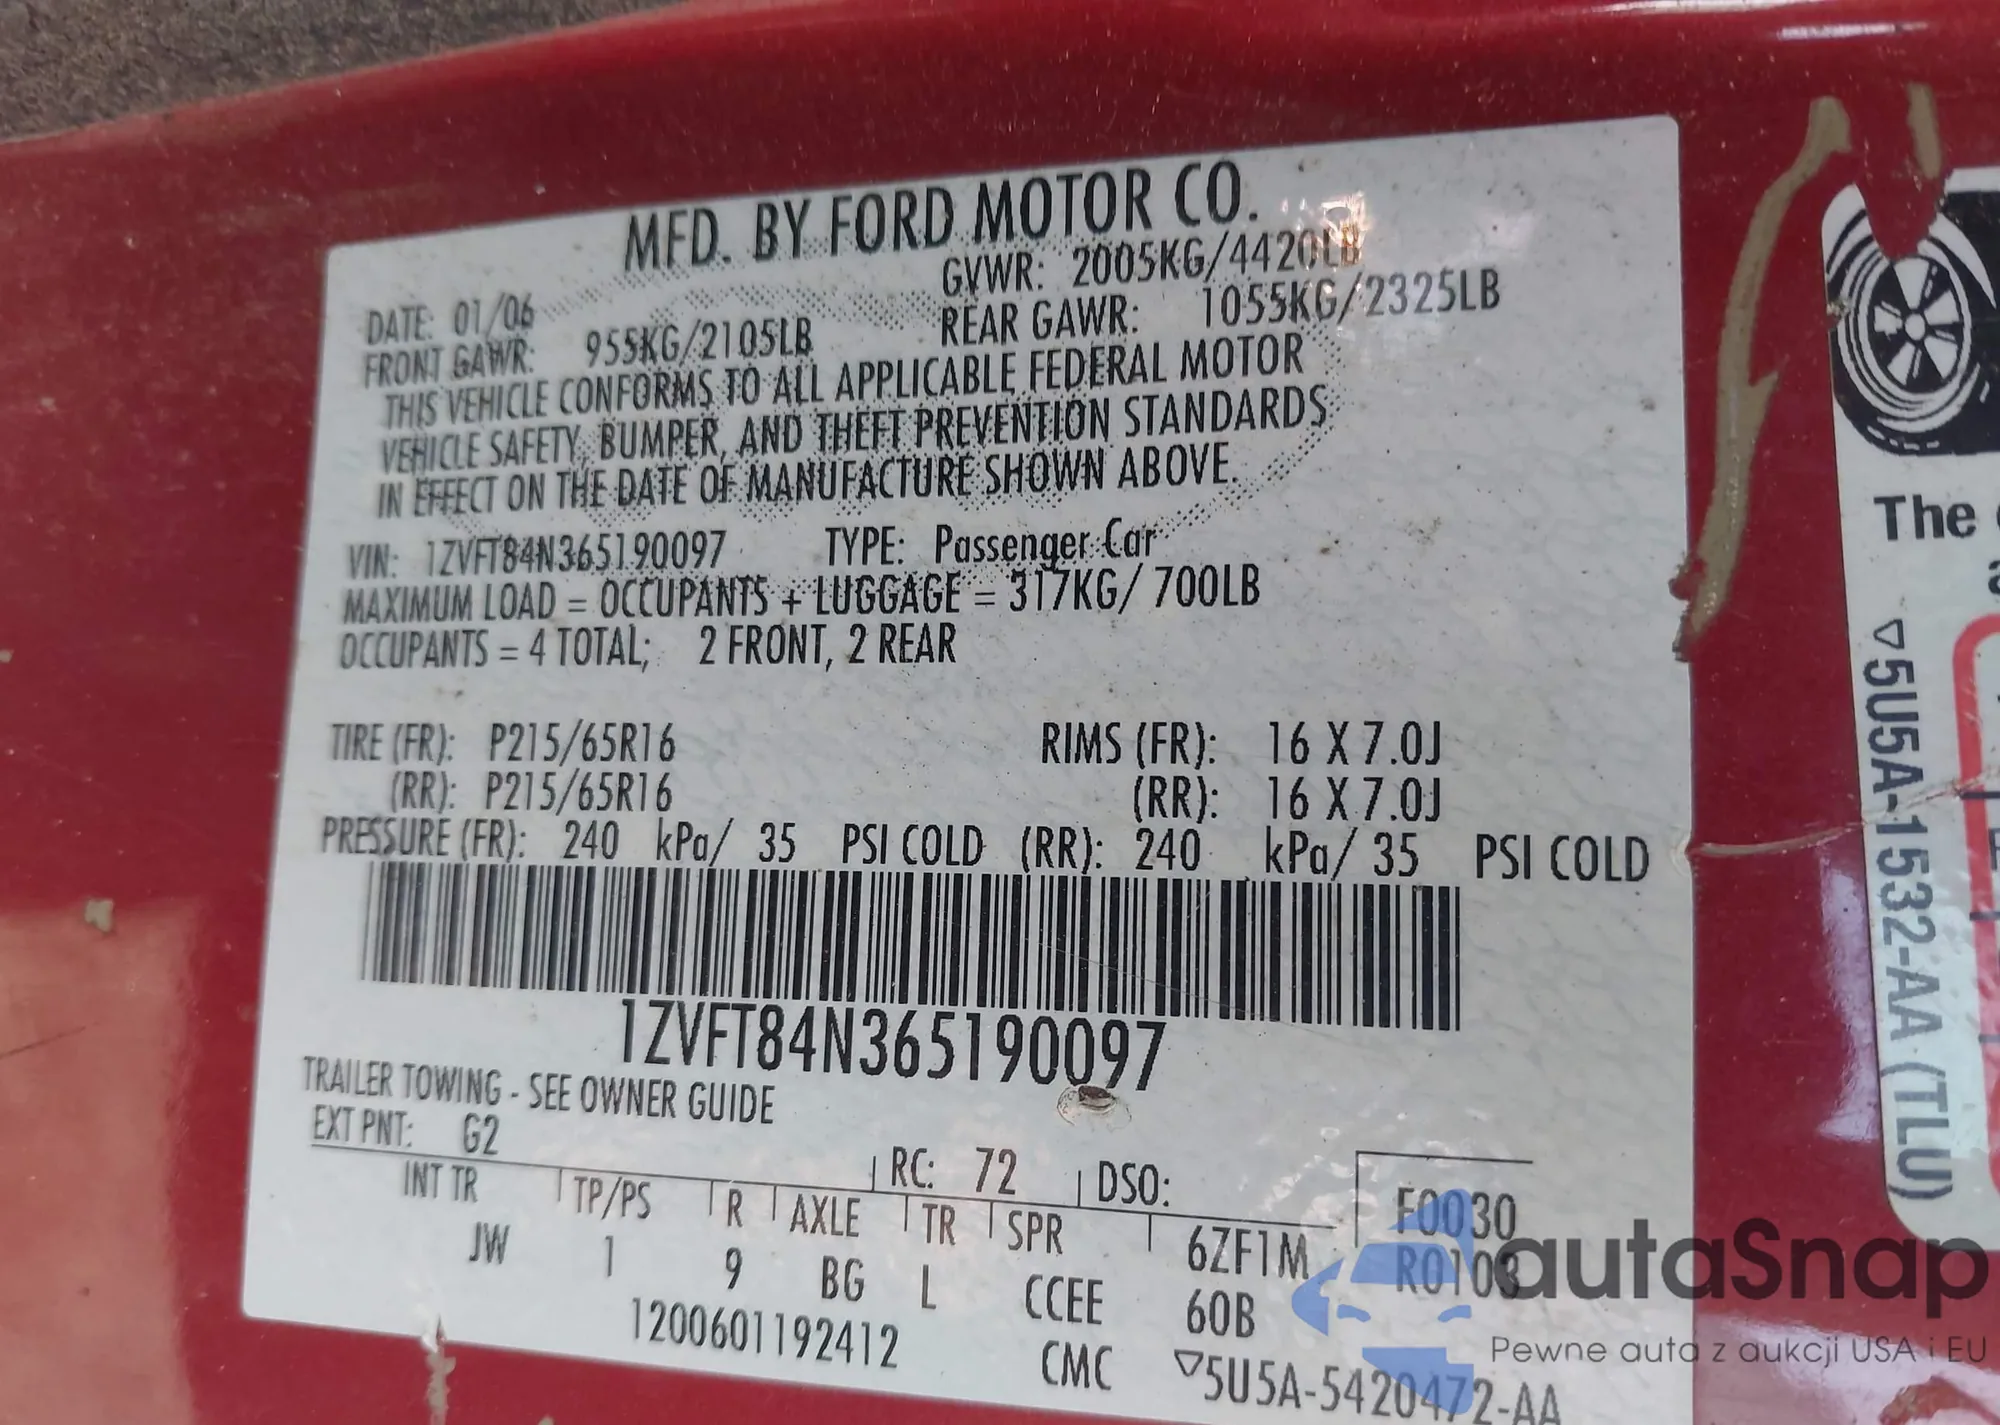 MFD. BY FORD MOTOR CO.
DATE: 01/06 GVWR: 2005KG/4420LB
FRONT GAWR: 955KG/2105LB REAR GAWR: 1055KG/2325LB
THIS VEHICLE CONFORMS TO ALL APPLICABLE FEDERAL MOTOR
VEHICLE SAFETY, BUMPER, AND THEFT PREVENTION STANDARDS
IN EFFECT ON THE DATE OF MANUFACTURE SHOWN ABOVE.
VIN: 1ZVFT84N365190097 TYPE: Passenger Car
MAXIMUM LOAD = OCCUPANTS + LUGGAGE = 317KG/ 700LB
OCCUPANTS = 4 TOTAL; 2 FRONT, 2 REAR
TIRE (FR): P215/65R16 RIMS (FR): 16 X 7.0J
(RR): P215/65R16 (RR): 16 X 7.0J
PRESSURE (FR): 240 kPa/ 35 PSI COLD (RR): 240 kPa/ 35 PSI COLD
1ZVFT84N365190097
TRAILER TOWING - SEE OWNER GUIDE
EXT PNT: G2 RC: 72 DSO: F0030
INT TR TP/PS R AXLE TR SPR 6ZF1M R0103
JW 1 9 BG L CCEE 60B
1200601192412 CMC ▽5U5A-5420472-AA
The
▽5U5A-1532-AA (TLU)
autaSnap
Pewne auta z aukcji USA i EU